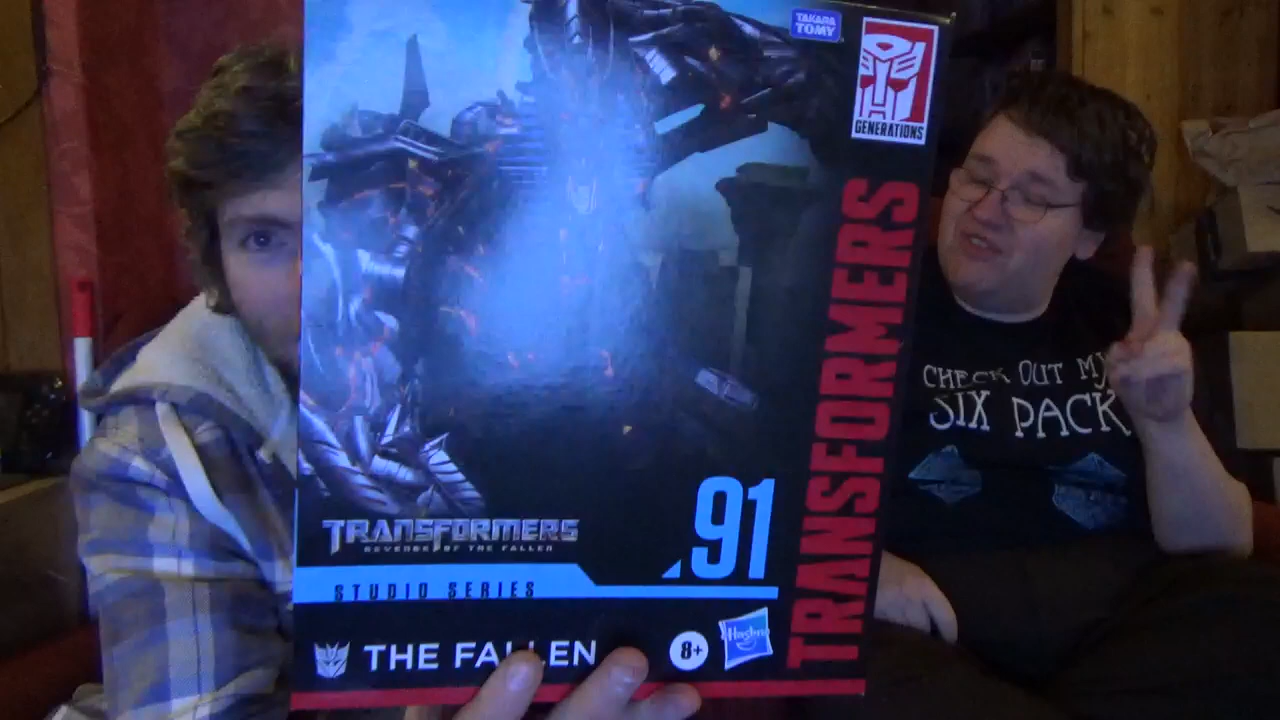 TAKARA
TOMY
GENERATIONS
TRANSFORMERS
CHECK OUT MY
SIX PACK
TRANSFORMERS
REVENGE OF THE FALLEN
91
STUDIO SERIES
THE FALLEN
8+
Hasbro